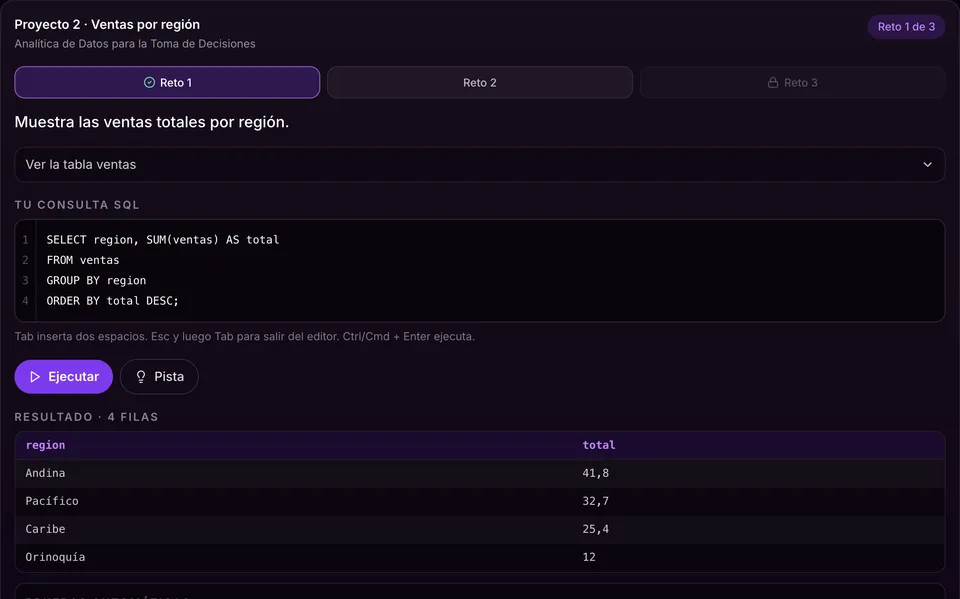 Proyecto 2 · Ventas por región
Analítica de Datos para la Toma de Decisiones
Reto 1 de 3
Reto 1
Reto 2
Reto 3
Muestra las ventas totales por región.
Ver la tabla ventas
TU CONSULTA SQL
1 SELECT region, SUM(ventas) AS total
2 FROM ventas
3 GROUP BY region
4 ORDER BY total DESC;
Tab inserta dos espacios. Esc y luego Tab para salir del editor. Ctrl/Cmd + Enter ejecuta.
Ejecutar
Pista
RESULTADO · 4 FILAS
region total
Andina 41,8
Pacífico 32,7
Caribe 25,4
Orinoquía 12